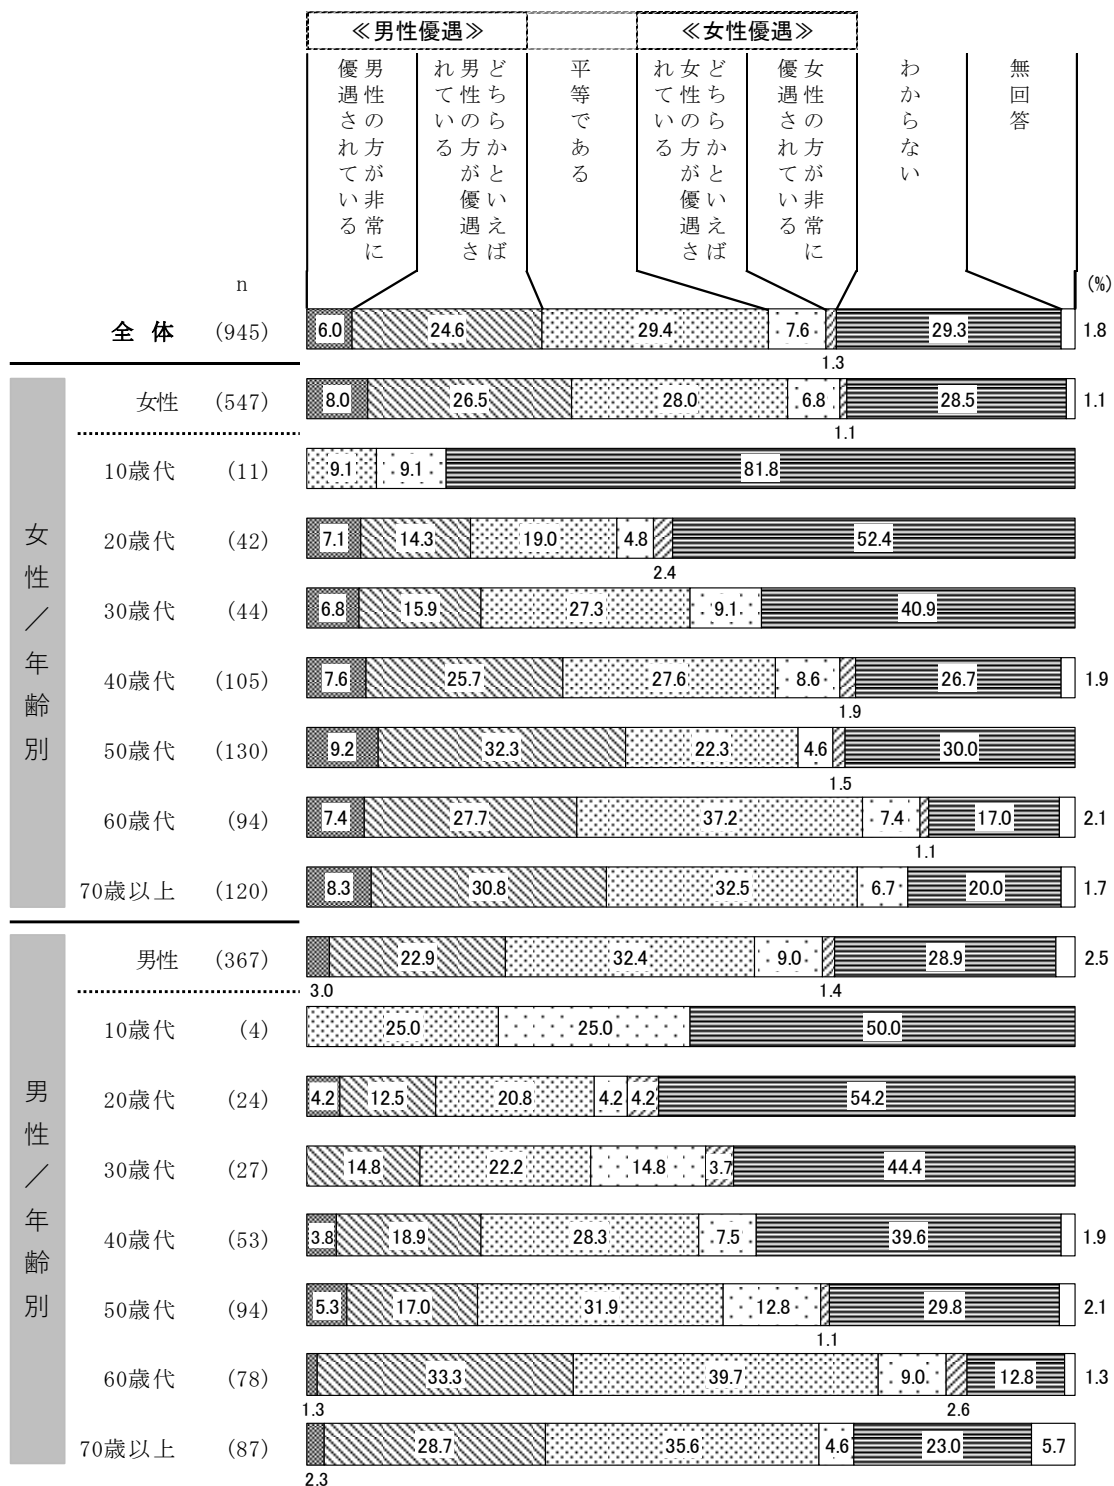 ≪男性優遇≫ ≪女性優遇≫
男性の方が非常に
優遇されている
どちらかといえば
男性の方が優遇さ
れている
平等である
どちらかといえば
女性の方が優遇さ
れている
女性の方が非常に
優遇されている
わからない
無回答
n (%)
全 体 (945) 6.0 24.6 29.4 7.6 29.3 1.8
1.3
女性 (547) 8.0 26.5 28.0 6.8 28.5 1.1
1.1
女性／年齢別
10歳代 (11) 9.1 9.1 81.8
20歳代 (42) 7.1 14.3 19.0 4.8 52.4
2.4
30歳代 (44) 6.8 15.9 27.3 9.1 40.9
40歳代 (105) 7.6 25.7 27.6 8.6 26.7 1.9
1.9
50歳代 (130) 9.2 32.3 22.3 4.6 30.0
1.5
60歳代 (94) 7.4 27.7 37.2 7.4 17.0 2.1
1.1
70歳以上 (120) 8.3 30.8 32.5 6.7 20.0 1.7
男性 (367) 22.9 32.4 9.0 28.9 2.5
3.0 1.4
男性／年齢別
10歳代 (4) 25.0 25.0 50.0
20歳代 (24) 4.2 12.5 20.8 4.2 4.2 54.2
30歳代 (27) 14.8 22.2 14.8 3.7 44.4
40歳代 (53) 3.8 18.9 28.3 7.5 39.6 1.9
50歳代 (94) 5.3 17.0 31.9 12.8 29.8 2.1
1.1
60歳代 (78) 33.3 39.7 9.0 12.8 1.3
1.3 2.6
70歳以上 (87) 28.7 35.6 4.6 23.0 5.7
2.3